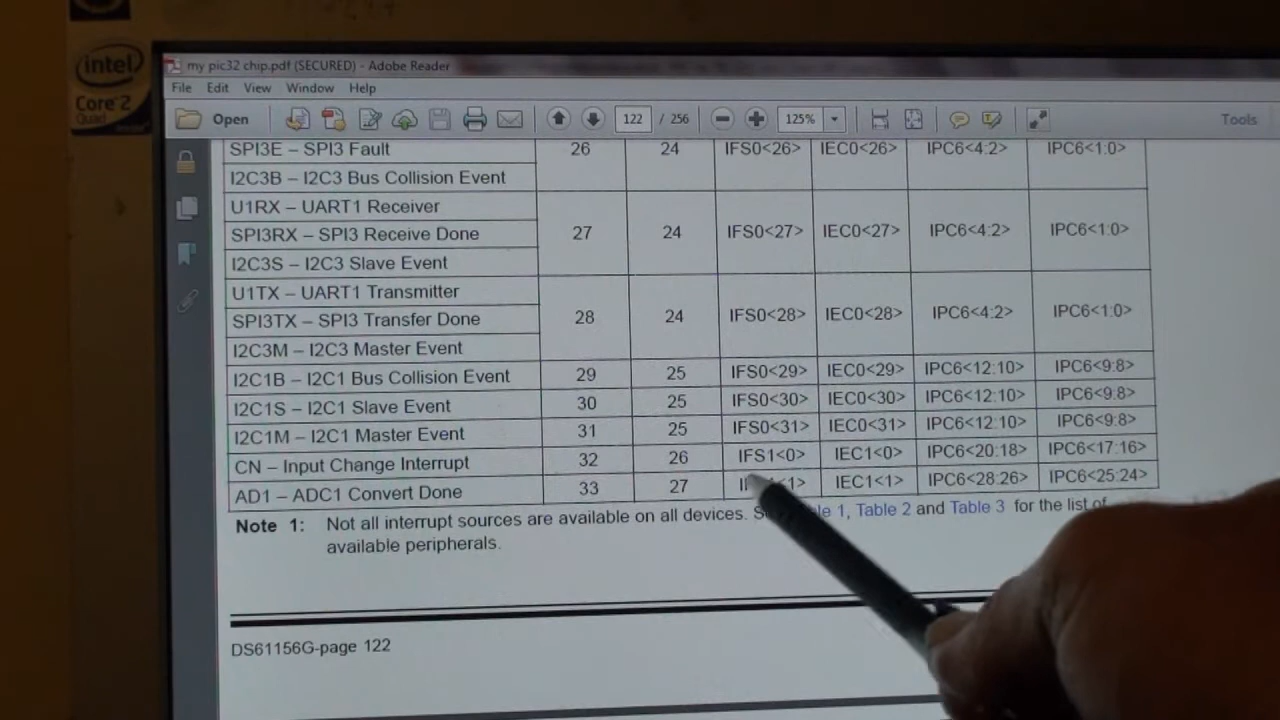 intel
Core™2
Quad
my pic32 chip.pdf (SECURED) - Adobe Reader
File Edit View Window Help
Open 122 / 256 125% Tools
SPI3E – SPI3 Fault 26 24 IFS0<26> IEC0<26> IPC6<4:2> IPC6<1:0>
I2C3B – I2C3 Bus Collision Event
U1RX – UART1 Receiver
SPI3RX – SPI3 Receive Done 27 24 IFS0<27> IEC0<27> IPC6<4:2> IPC6<1:0>
I2C3S – I2C3 Slave Event
U1TX – UART1 Transmitter
SPI3TX – SPI3 Transfer Done 28 24 IFS0<28> IEC0<28> IPC6<4:2> IPC6<1:0>
I2C3M – I2C3 Master Event
I2C1B – I2C1 Bus Collision Event 29 25 IFS0<29> IEC0<29> IPC6<12:10> IPC6<9:8>
I2C1S – I2C1 Slave Event 30 25 IFS0<30> IEC0<30> IPC6<12:10> IPC6<9:8>
I2C1M – I2C1 Master Event 31 25 IFS0<31> IEC0<31> IPC6<12:10> IPC6<9:8>
CN – Input Change Interrupt 32 26 IFS1<0> IEC1<0> IPC6<20:18> IPC6<17:16>
AD1 – ADC1 Convert Done 33 27 <1> IEC1<1> IPC6<28:26> IPC6<25:24>
Note 1: Not all interrupt sources are available on all devices. 1, Table 2 and Table 3 for the list of
available peripherals.
DS61156G-page 122